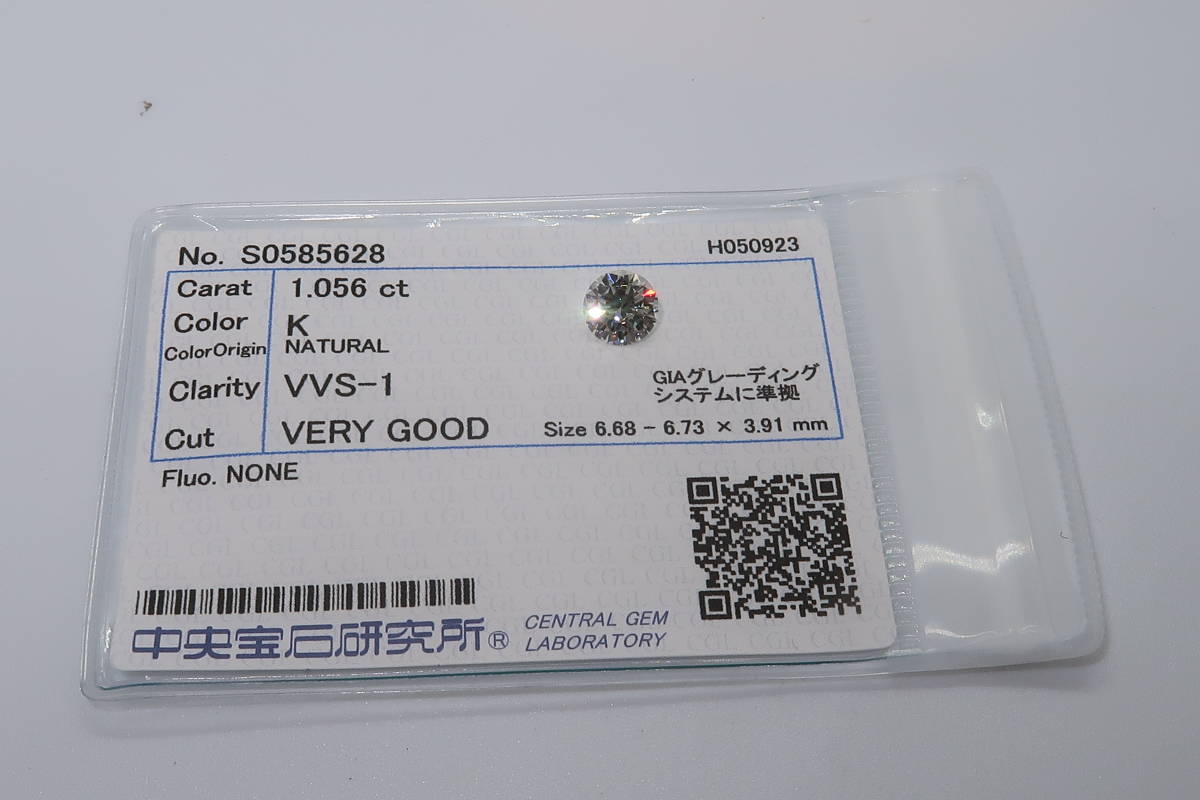 No. S0585628 H050923
Carat 1.056 ct
Color K
ColorOrigin NATURAL
Clarity VVS-1
GIAグレーディング
システムに準拠
Cut VERY GOOD Size 6.68 - 6.73 × 3.91 mm
Fluo. NONE
中央宝石研究所® CENTRAL GEM
LABORATORY